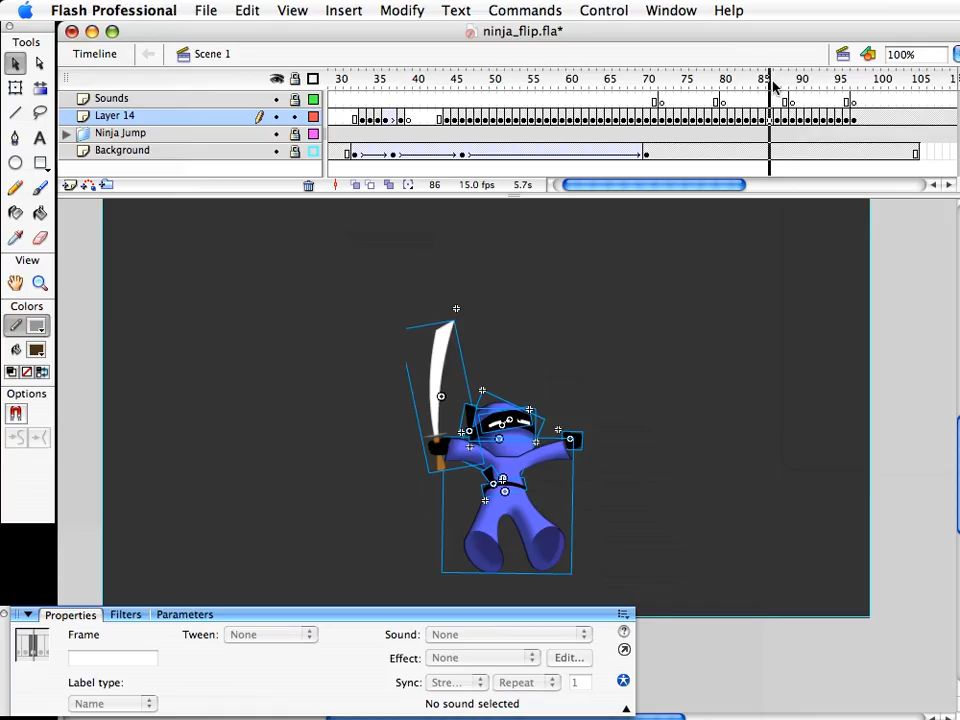 Flash Professional File Edit View Insert Modify Text Commands Control Window Help
ninja_flip.fla*
Tools
Timeline Scene 1 100%
30 35 40 45 50 55 60 65 70 75 80 85 90 95 100 105
Sounds
Layer 14
Ninja Jump
Background
86 15.0 fps 5.7s
View
Colors
Options
Properties Filters Parameters
Frame Tween: None Sound: None
Effect: None Edit...
Label type: Sync: Stre... Repeat 1
Name No sound selected